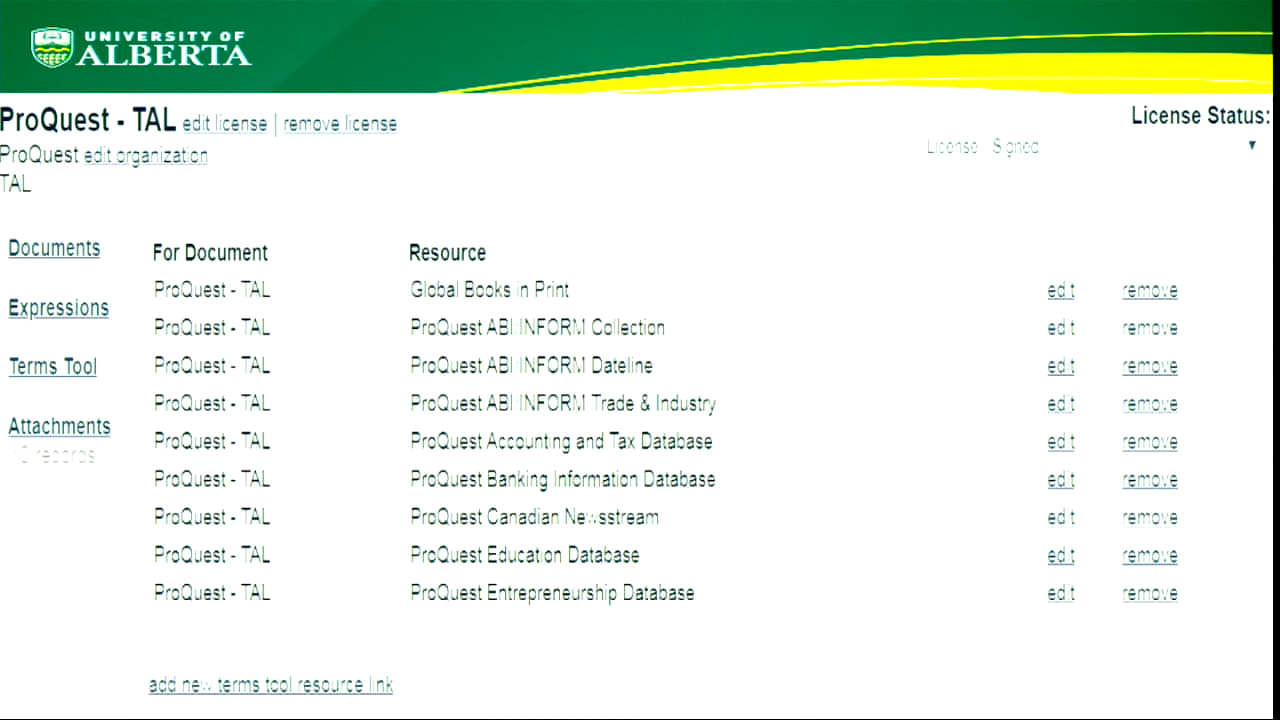 UNIVERSITY OF
ALBERTA
ProQuest - TAL edit license | remove license
License Status:
ProQuest edit organization
License Signed
TAL
Documents
Expressions
Terms Tool
Attachments
records
For Document Resource
ProQuest - TAL Global Books in Print edit remove
ProQuest - TAL ProQuest ABI/INFORM Collection edit remove
ProQuest - TAL ProQuest ABI/INFORM Dateline edit remove
ProQuest - TAL ProQuest ABI/INFORM Trade & Industry edit remove
ProQuest - TAL ProQuest Accounting and Tax Database edit remove
ProQuest - TAL ProQuest Banking Information Database edit remove
ProQuest - TAL ProQuest Canadian Newsstream edit remove
ProQuest - TAL ProQuest Education Database edit remove
ProQuest - TAL ProQuest Entrepreneurship Database edit remove
add new terms tool resource link